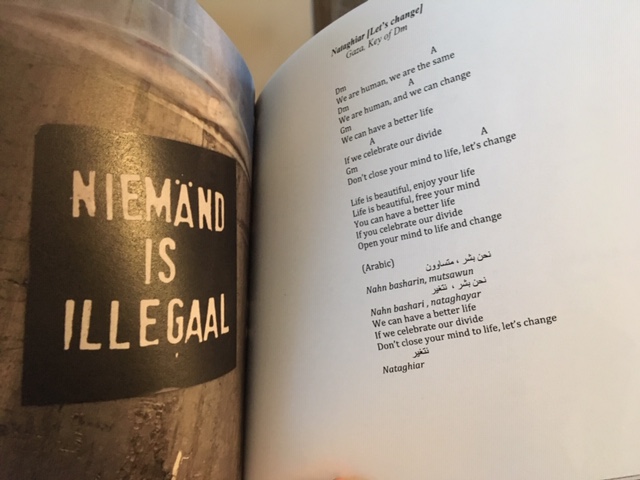 NIEMÄND
IS
ILLEGAAL
Nataghiar [Let's change]
Gaza, Key of Dm
Dm A
We are human, we are the same
Dm A
We are human, and we can change
Gm
We can have a better life
A
If we celebrate our divide
Gm A
Don't close your mind to life, let's change
Life is beautiful, enjoy your life
Life is beautiful, free your mind
You can have a better life
If you celebrate our divide
Open your mind to life and change
(Arabic) نحن بشر ، متساوون
Nahn basharin, mutsawun
نحن بشر ، نتغير
Nahn bashari , nataghayar
We can have a better life
If we celebrate our divide
Don't close your mind to life, let's change
نتغير
Nataghiar